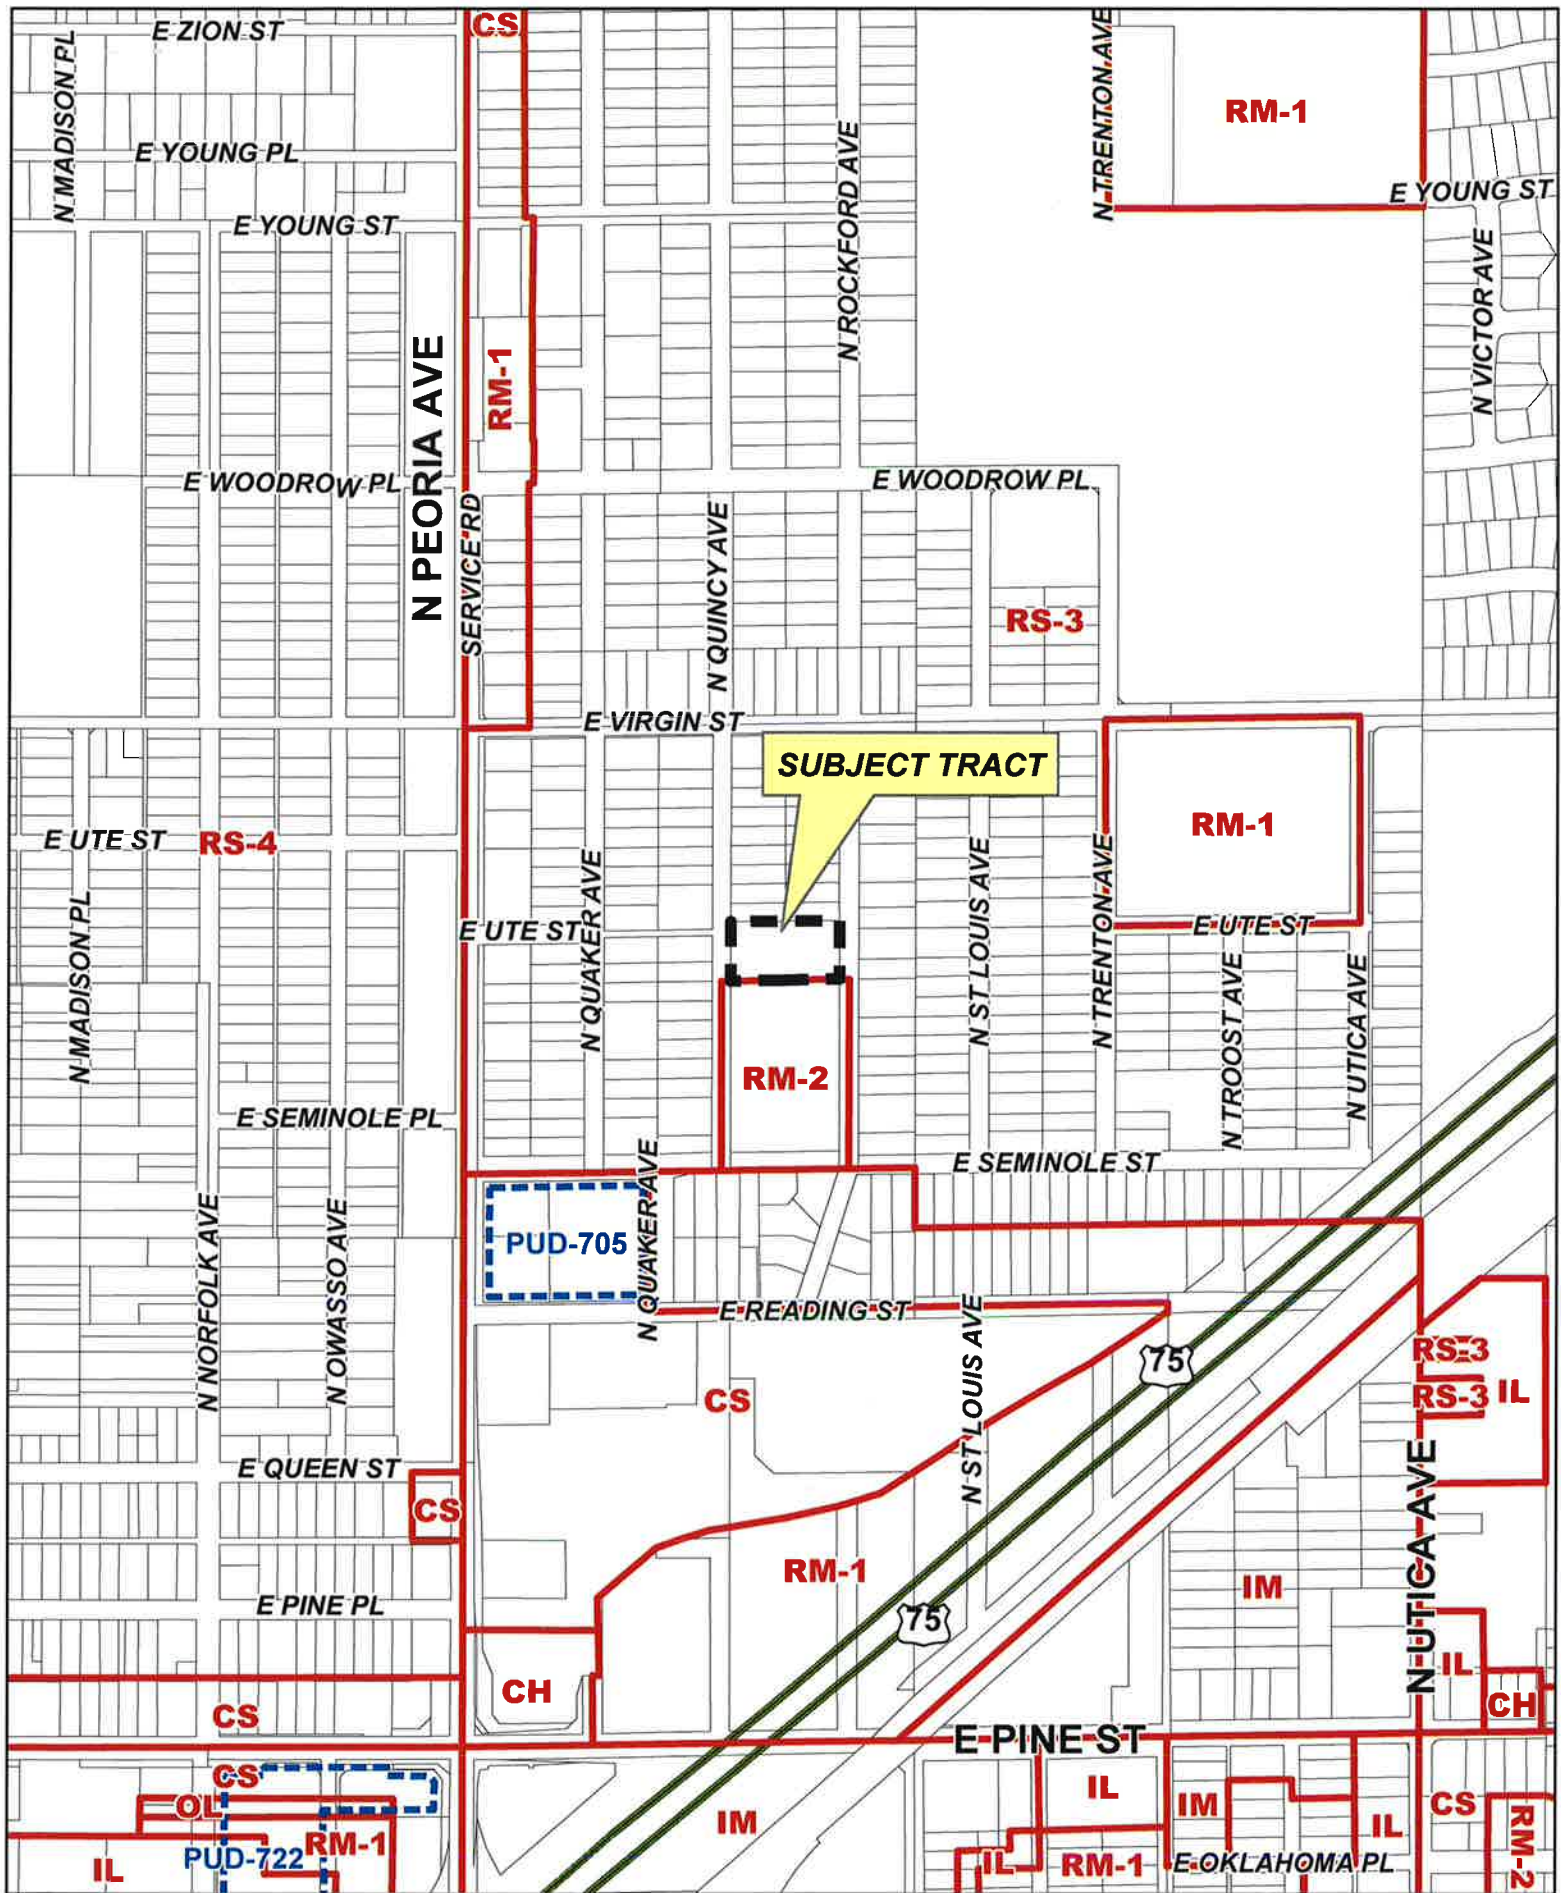 E ZION ST
CS
N MADISON PL
N TRENTON AVE
RM-1
E YOUNG PL
N ROCKFORD AVE
E YOUNG ST
E YOUNG ST
N VICTOR AVE
N PEORIA AVE
RM-1
E WOODROW PL
E WOODROW PL
SERVICE RD
N QUINCY AVE
RS-3
E VIRGIN ST
SUBJECT TRACT
RM-1
E UTE ST
RS-4
N QUAKER AVE
N ST LOUIS AVE
N TRENTON AVE
E UTE ST
E UTE ST
N MADISON PL
N TROOST AVE
N UTICA AVE
RM-2
E SEMINOLE PL
E SEMINOLE ST
N QUAKER AVE
PUD-705
N NORFOLK AVE
N OWASSO AVE
E READING ST
N ST LOUIS AVE
75
RS-3
RS-3
IL
CS
E QUEEN ST
CS
N UTICA AVE
RM-1
IM
E PINE PL
75
IL
CH
CH
CS
E PINE ST
CS
OL
IL
IM
CS
IM
IL
RM-1
PUD-722
IL
IL
RM-1
E OKLAHOMA PL
RM-2